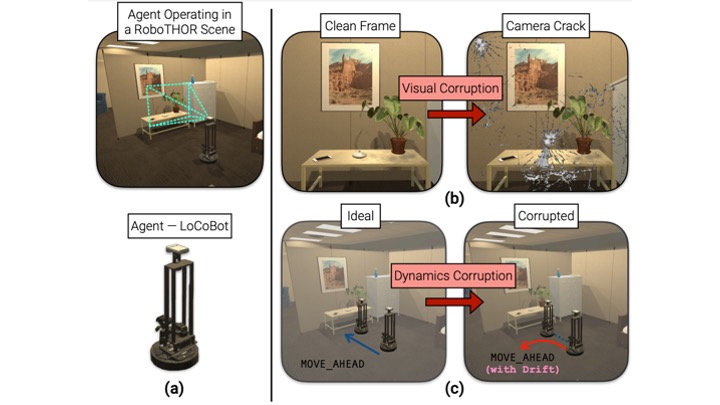 Agent Operating in
a RoboTHOR Scene
Agent — LoCoBot
(a)
Clean Frame
Camera Crack
Visual Corruption
(b)
Ideal
Corrupted
Dynamics Corruption
MOVE_AHEAD
MOVE_AHEAD
(with Drift)
(c)